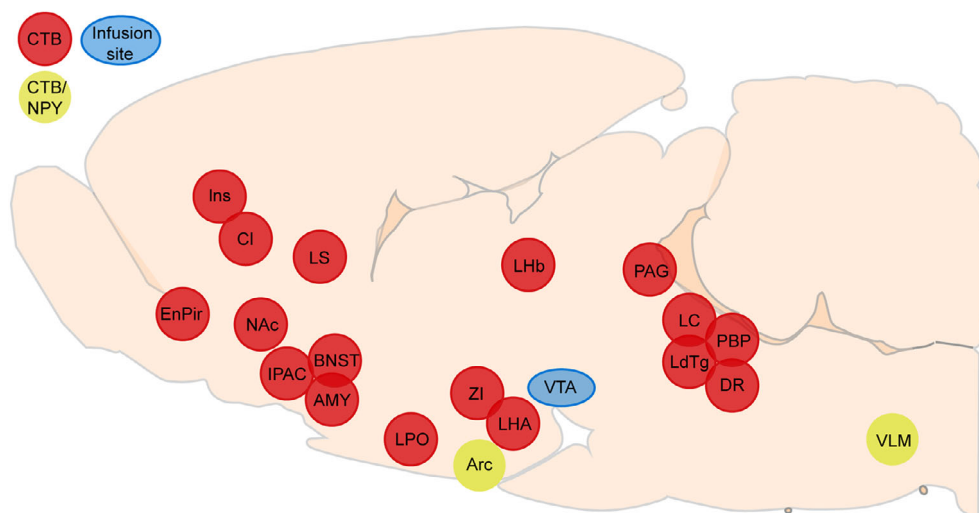 CTB
Infusion
site
CTB/
NPY
Ins
Cl
LS
LHb
PAG
EnPir
NAc
LC
PBP
IPAC
BNST
LdTg
DR
AMY
ZI
VTA
LPO
LHA
Arc
VLM